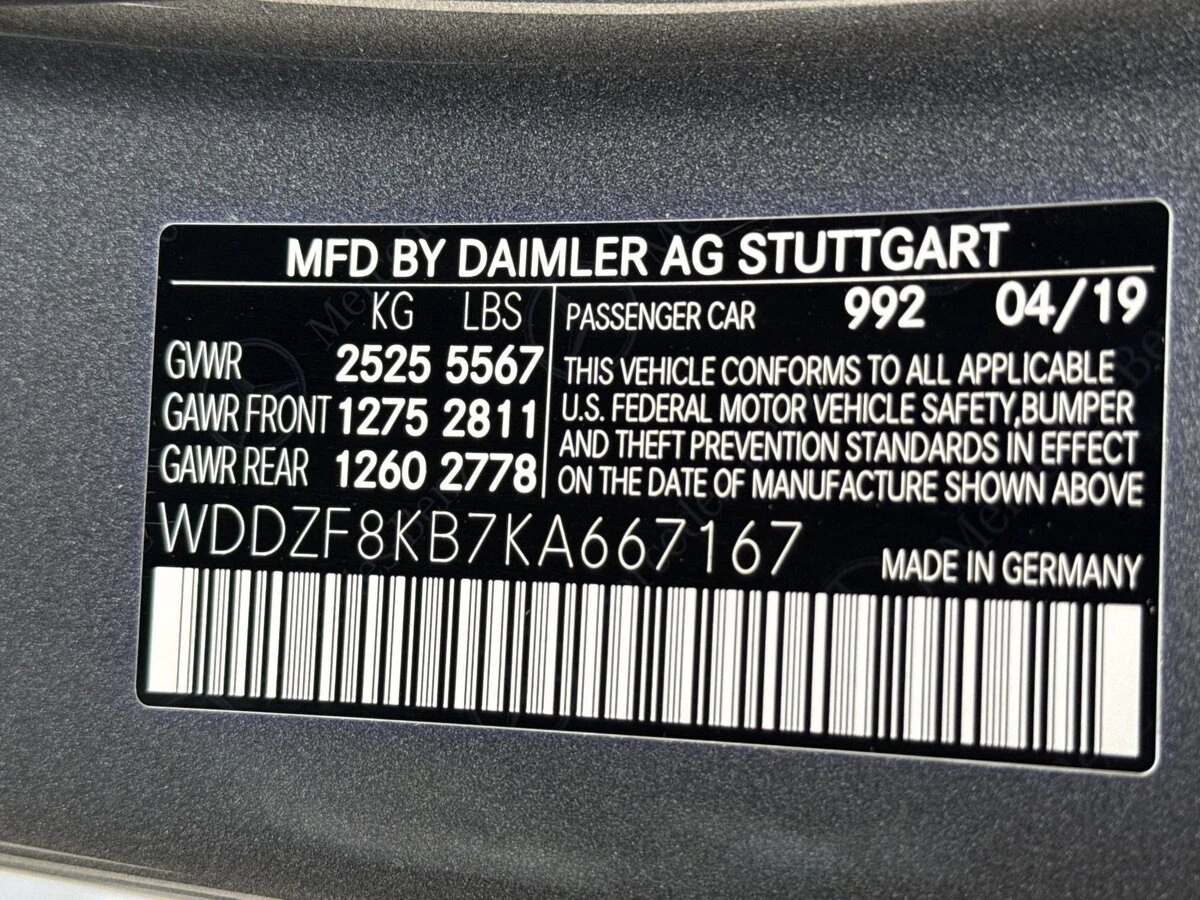 MFD BY DAIMLER AG STUTTGART
KG LBS
GVWR 2525 5567
GAWR FRONT 1275 2811
GAWR REAR 1260 2778
PASSENGER CAR 992 04/19
THIS VEHICLE CONFORMS TO ALL APPLICABLE
U.S. FEDERAL MOTOR VEHICLE SAFETY,BUMPER
AND THEFT PREVENTION STANDARDS IN EFFECT
ON THE DATE OF MANUFACTURE SHOWN ABOVE
WDDZF8KB7KA667167
MADE IN GERMANY